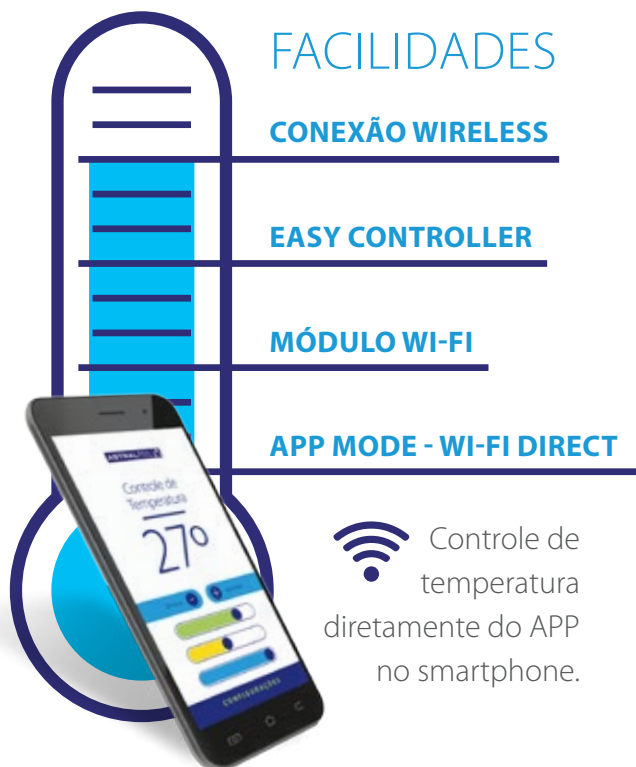 FACILIDADES
CONEXÃO WIRELESS
EASY CONTROLLER
MÓDULO WI-FI
APP MODE - WI-FI DIRECT
Controle de
Temperatura
27º
CONFIGURAÇÕES
Controle de
temperatura
diretamente do APP
no smartphone.